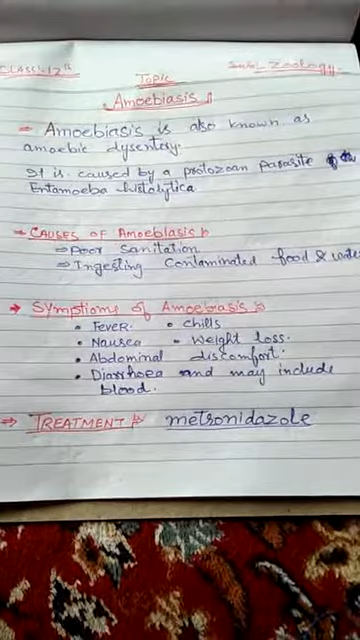 CLASS:-12th Sub:- Zoology.
Topic
Amoebiasis
Amoebiasis is also known as
amoebic dysentery.
It is caused by a protozoan parasite
Entamoeba histolytica
CAUSES OF AMOEBIASIS
Poor Sanitation
Ingesting Contaminated food & water
Symptioms of Amoebiasis
• Fever. • chills
• Nausea • Weight loss.
• Abdominal discomfort.
• Diarrhoea and may include
blood.
TREATMENT metronidazole